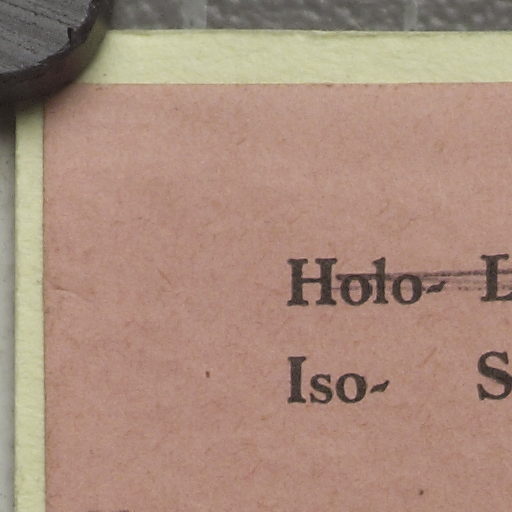 Holo- L
Iso- S